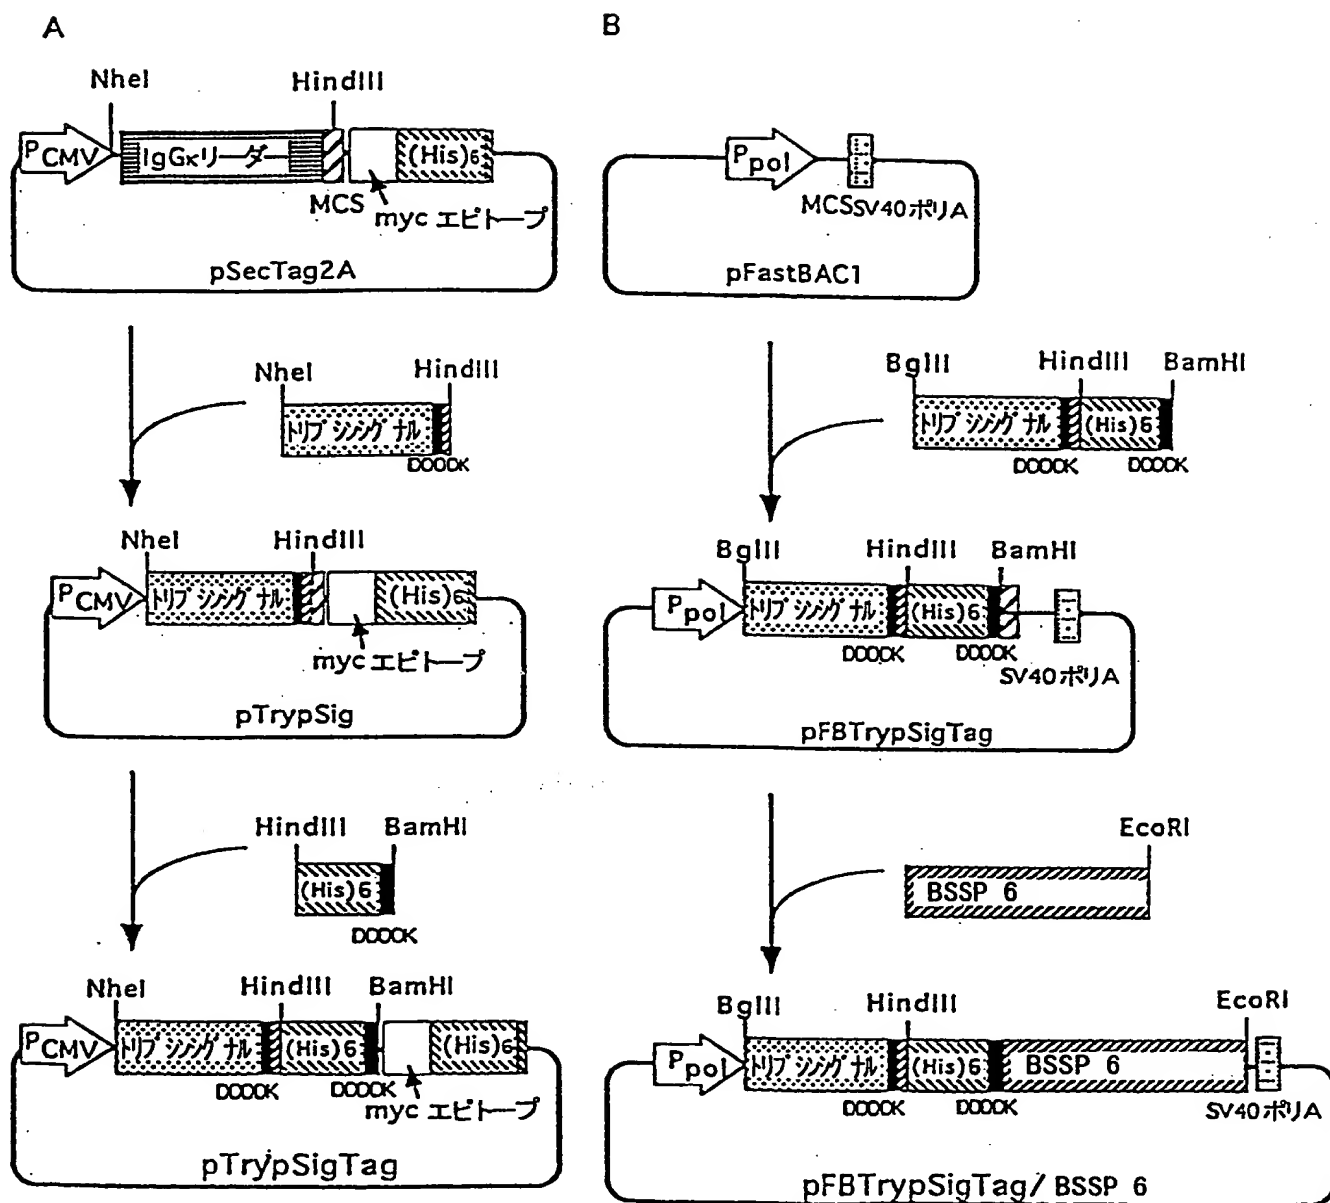 A
NheI
HindIII
PCMV
IgGκリーダー
(His)6
MCS
myc エピトープ
pSecTag2A
NheI
HindIII
トリプシンシグナル
DDDDK
NheI
HindIII
PCMV
トリプシンシグナル
(His)6
myc エピトープ
pTrypSig
HindIII
BamHI
(His)6
DDDDK
NheI
HindIII
BamHI
PCMV
トリプシンシグナル
(His)6
(His)6
DDDDK
DDDDK
myc エピトープ
pTrypSigTag
B
Ppol
MCS
SV40ポリA
pFastBAC1
BglII
HindIII
BamHI
トリプシンシグナル
(His)6
DDDDK
DDDDK
BglII
HindIII
BamHI
Ppol
トリプシンシグナル
(His)6
DDDDK
DDDDK
SV40ポリA
pFBTrypSigTag
EcoRI
BSSP 6
BglII
HindIII
EcoRI
Ppol
トリプシンシグナル
(His)6
BSSP 6
DDDDK
DDDDK
SV40ポリA
pFBTrypSigTag/ BSSP 6